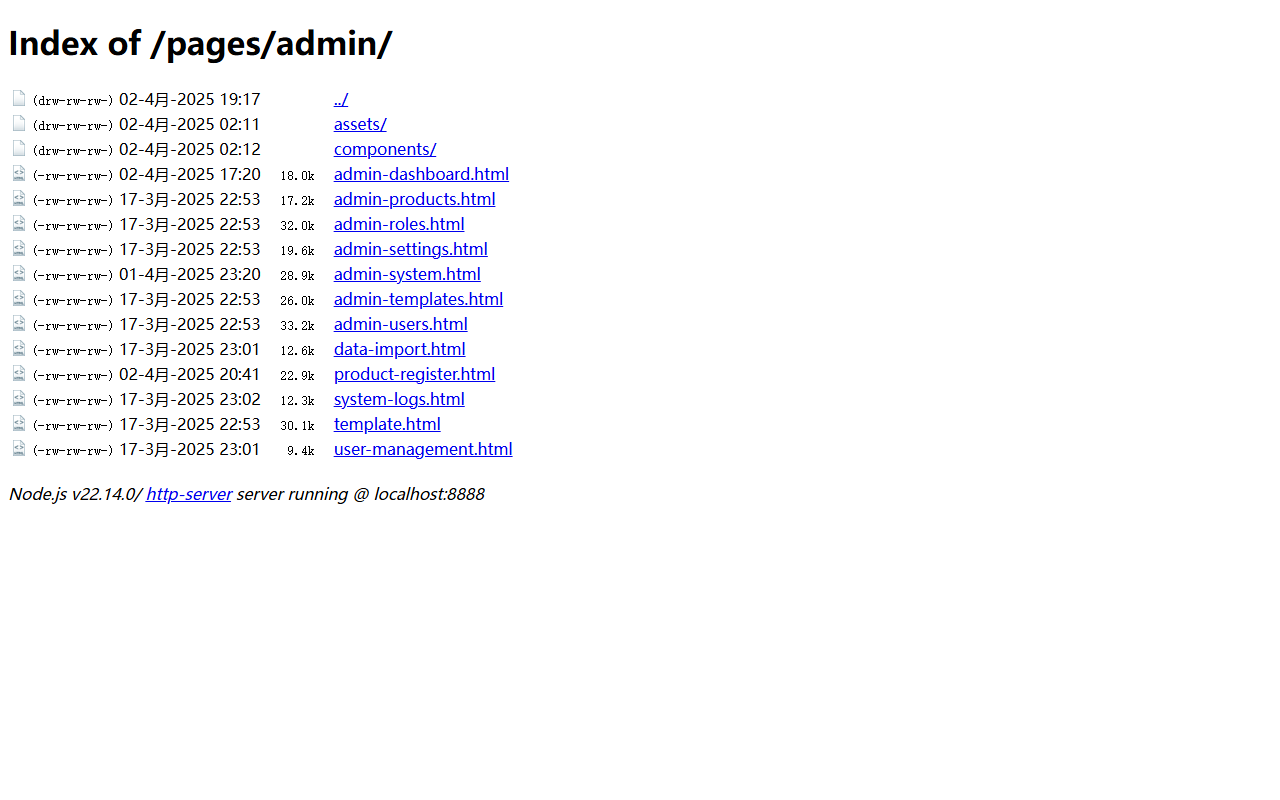 Index of /pages/admin/
(drw-rw-rw-) 02-4月-2025 19:17 ../
(drw-rw-rw-) 02-4月-2025 02:11 assets/
(drw-rw-rw-) 02-4月-2025 02:12 components/
(-rw-rw-rw-) 02-4月-2025 17:20 18.0k admin-dashboard.html
(-rw-rw-rw-) 17-3月-2025 22:53 17.2k admin-products.html
(-rw-rw-rw-) 17-3月-2025 22:53 32.0k admin-roles.html
(-rw-rw-rw-) 17-3月-2025 22:53 19.6k admin-settings.html
(-rw-rw-rw-) 01-4月-2025 23:20 28.9k admin-system.html
(-rw-rw-rw-) 17-3月-2025 22:53 26.0k admin-templates.html
(-rw-rw-rw-) 17-3月-2025 22:53 33.2k admin-users.html
(-rw-rw-rw-) 17-3月-2025 23:01 12.6k data-import.html
(-rw-rw-rw-) 02-4月-2025 20:41 22.9k product-register.html
(-rw-rw-rw-) 17-3月-2025 23:02 12.3k system-logs.html
(-rw-rw-rw-) 17-3月-2025 22:53 30.1k template.html
(-rw-rw-rw-) 17-3月-2025 23:01 9.4k user-management.html
Node.js v22.14.0/ http-server server running @ localhost:8888